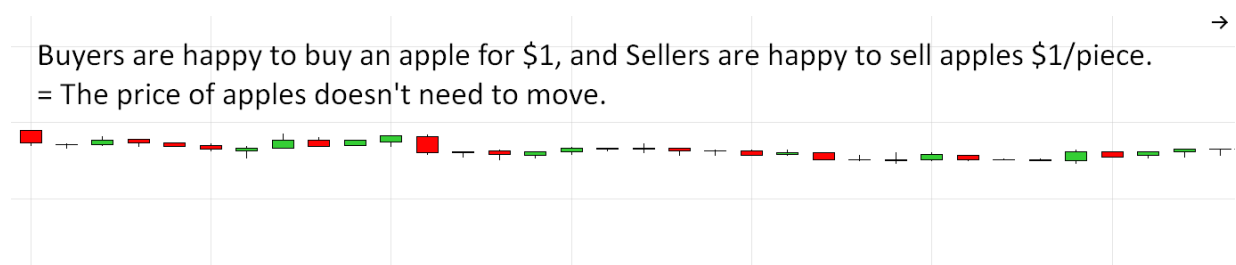 Buyers are happy to buy an apple for $1, and Sellers are happy to sell apples $1/piece.
= The price of apples doesn't need to move.